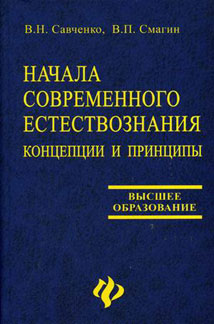 В.Н. Савченко, В.П. Смагин
НАЧАЛА
СОВРЕМЕННОГО
ЕСТЕСТВОЗНАНИЯ
КОНЦЕПЦИИ И ПРИНЦИПЫ
ВЫСШЕЕ
ОБРАЗОВАНИЕ